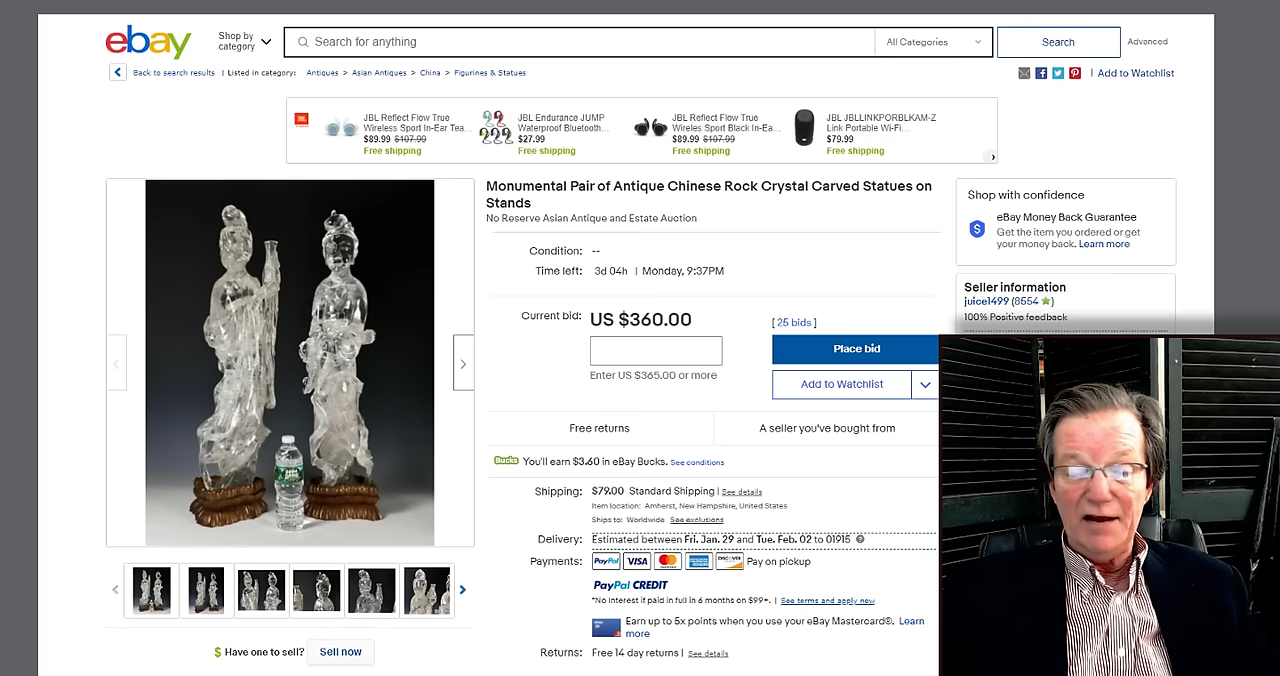 ebay
Shop by category
Search for anything
All Categories
Search
Advanced
Back to search results | Listed in category: Antiques > Asian Antiques > China > Figurines & Statues
| Add to Watchlist
JBL
JBL Reflect Flow True
Wireless Sport In-Ear Tea...
$89.99 $107.99
Free shipping
JBL Endurance JUMP
Waterproof Bluetooth...
$27.99
Free shipping
JBL Reflect Flow True
Wireles Sport Black In-Ea...
$89.99 $107.99
Free shipping
JBL JBLLINKPORBLKAM-Z
Link Portable Wi-Fi...
$79.99
Free shipping
Monumental Pair of Antique Chinese Rock Crystal Carved Statues on
Stands
No Reserve Asian Antique and Estate Auction
Condition: --
Time left: 3d 04h | Monday, 9:37PM
Current bid: US $360.00
[ 25 bids ]
Place bid
Enter US $365.00 or more
Add to Watchlist
Free returns
A seller you've bought from
Bucks You'll earn $3.60 in eBay Bucks. See conditions
Shipping: $79.00 Standard Shipping | See details
Item location: Amherst, New Hampshire, United States
Ships to: Worldwide See exclusions
Delivery: Estimated between Fri. Jan. 29 and Tue. Feb. 02 to 01915
Payments: PayPal VISA Pay on pickup
PayPal CREDIT
*No Interest if paid in full in 6 months on $99+. | See terms and apply now
Earn up to 5x points when you use your eBay Mastercard®. Learn
more
Returns: Free 14 day returns | See details
Shop with confidence
eBay Money Back Guarantee
Get the item you ordered or get
your money back. Learn more
Seller information
juice1499 (8554)
100% Positive feedback
$ Have one to sell? Sell now